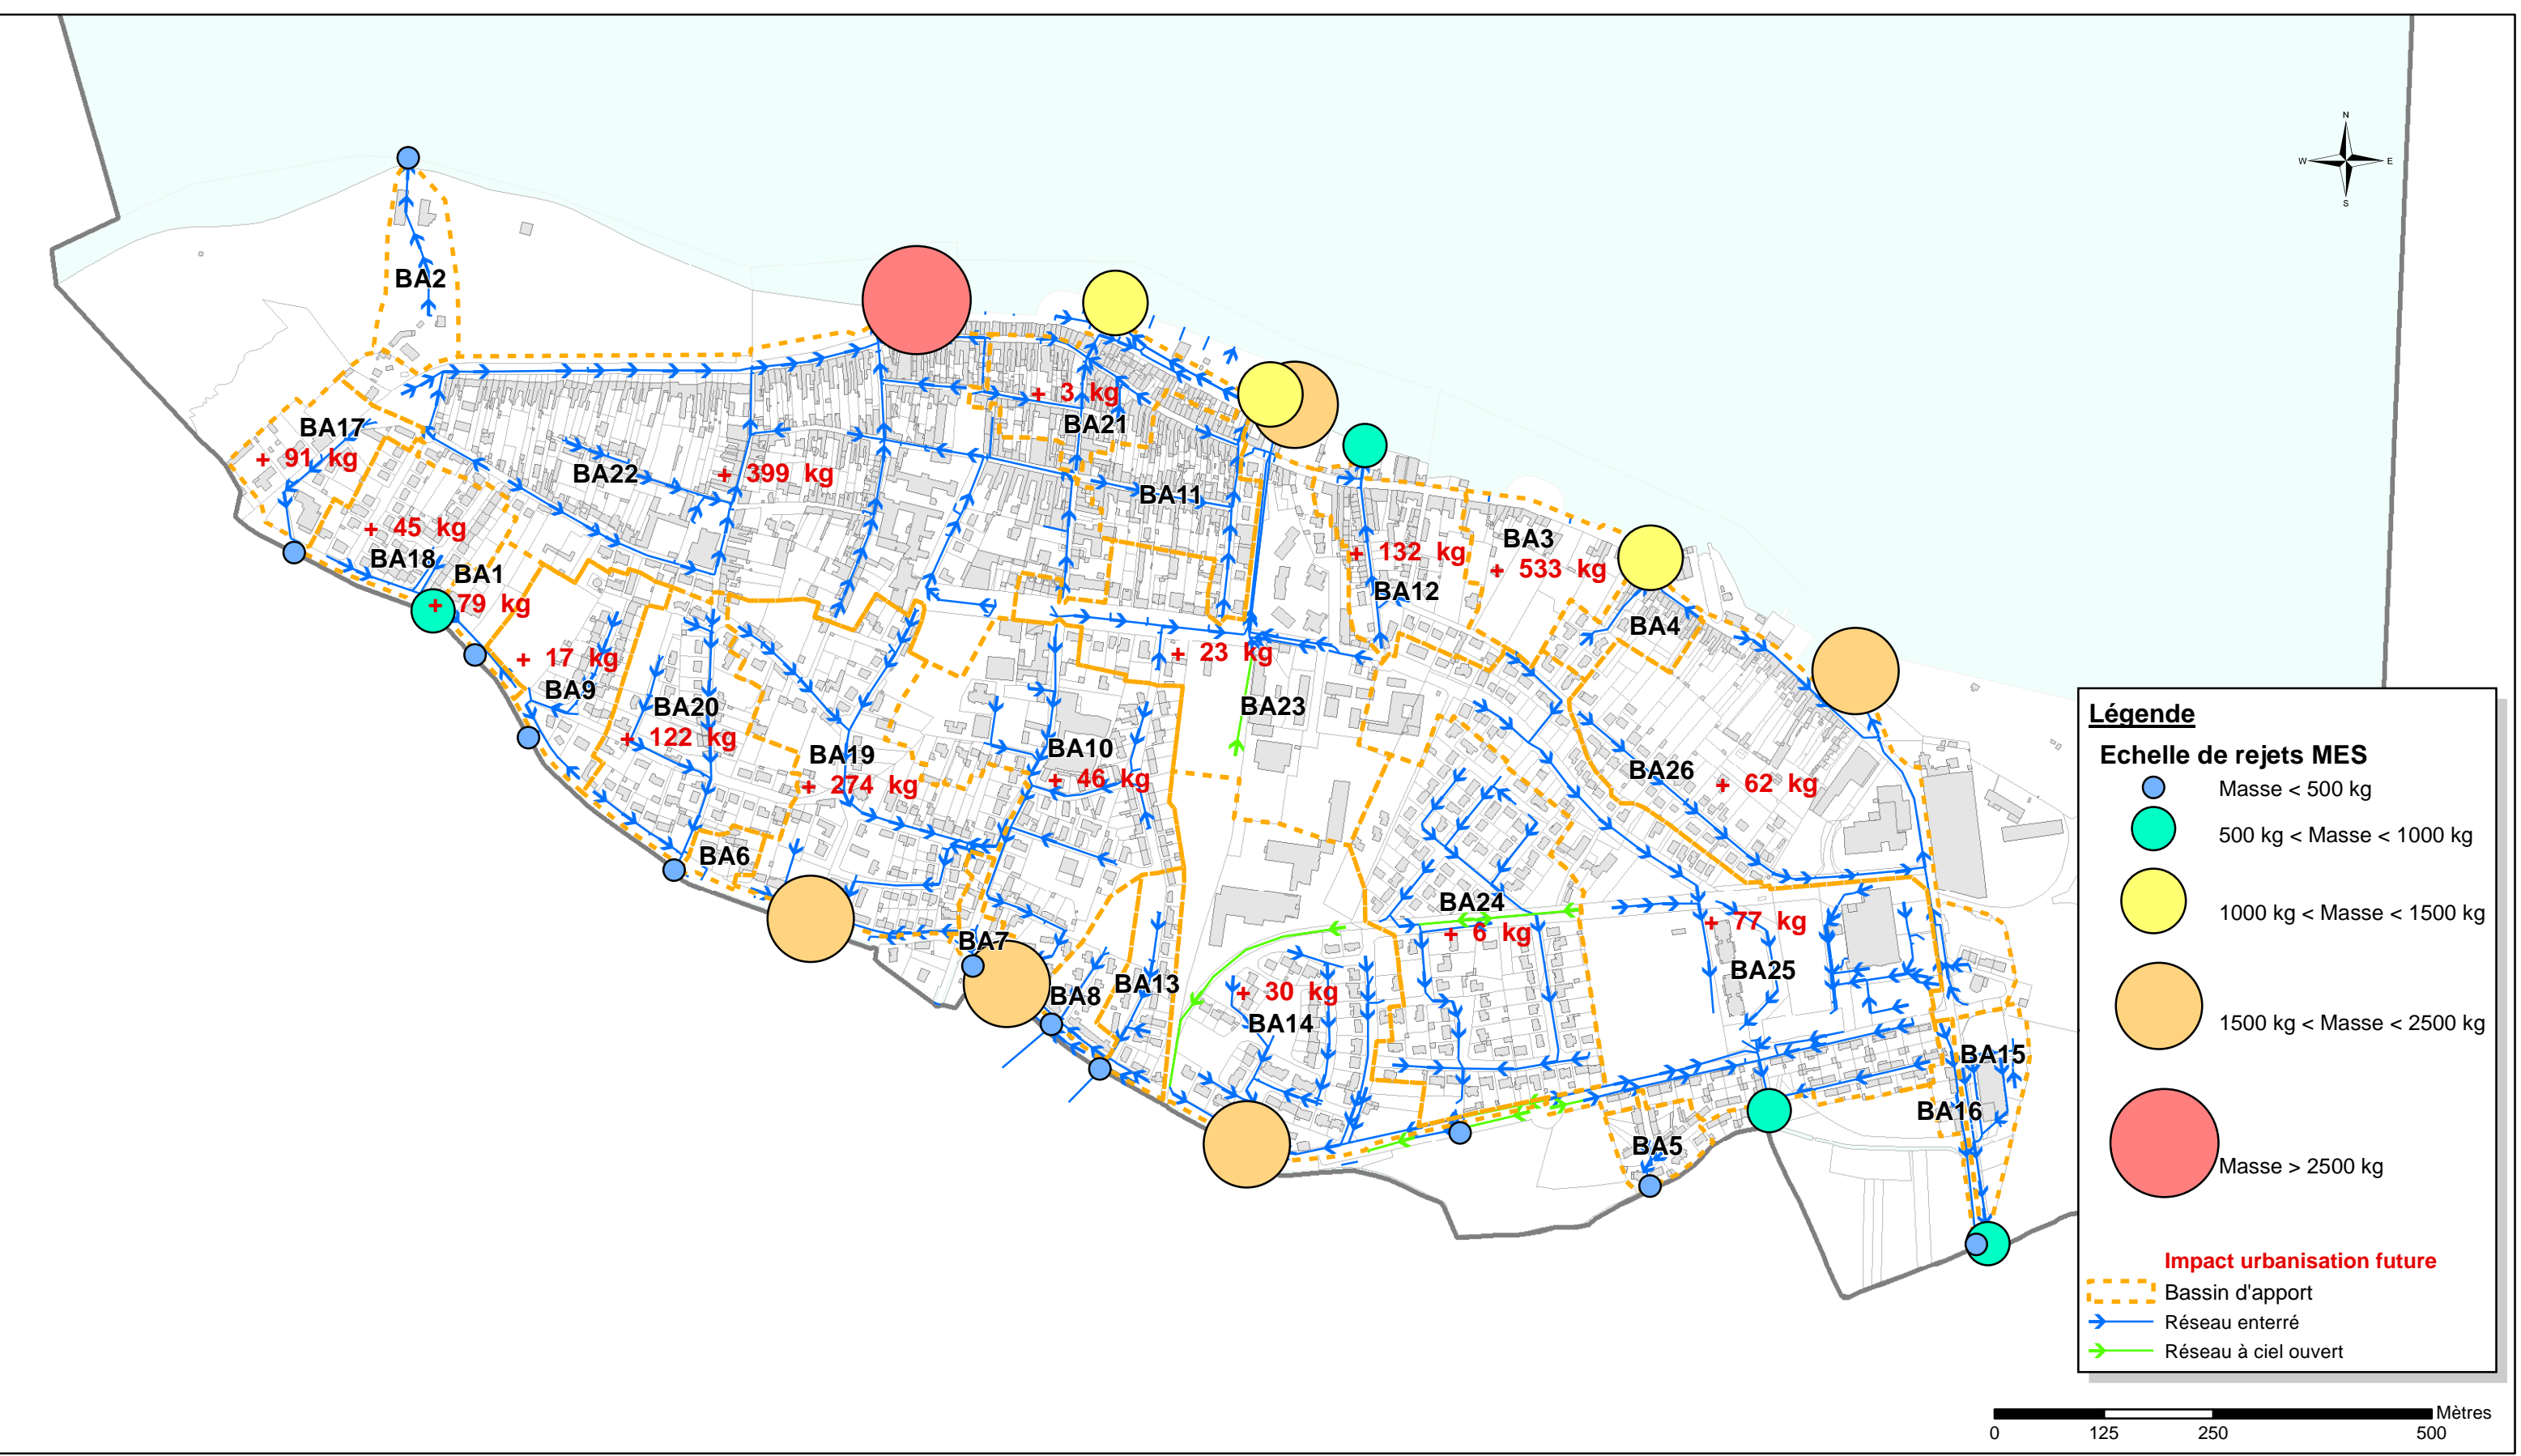 N
W E
S
BA2
+ 3 kg
BA21
BA17
+ 91 kg
BA22
+ 399 kg
BA11
+ 45 kg
BA18
BA1
+ 79 kg
+ 132 kg
BA12
BA3
+ 533 kg
BA4
+ 17 kg
BA9
+ 23 kg
BA23
BA20
+ 122 kg
BA19
+ 274 kg
BA10
+ 46 kg
BA26
+ 62 kg
BA6
BA24
+ 6 kg
+ 77 kg
BA25
BA7
BA8
BA13
+ 30 kg
BA14
BA15
BA16
BA5
Légende
Echelle de rejets MES
Masse < 500 kg
500 kg < Masse < 1000 kg
1000 kg < Masse < 1500 kg
1500 kg < Masse < 2500 kg
Masse > 2500 kg
Impact urbanisation future
Bassin d'apport
Réseau enterré
Réseau à ciel ouvert
Mètres
0 125 250 500